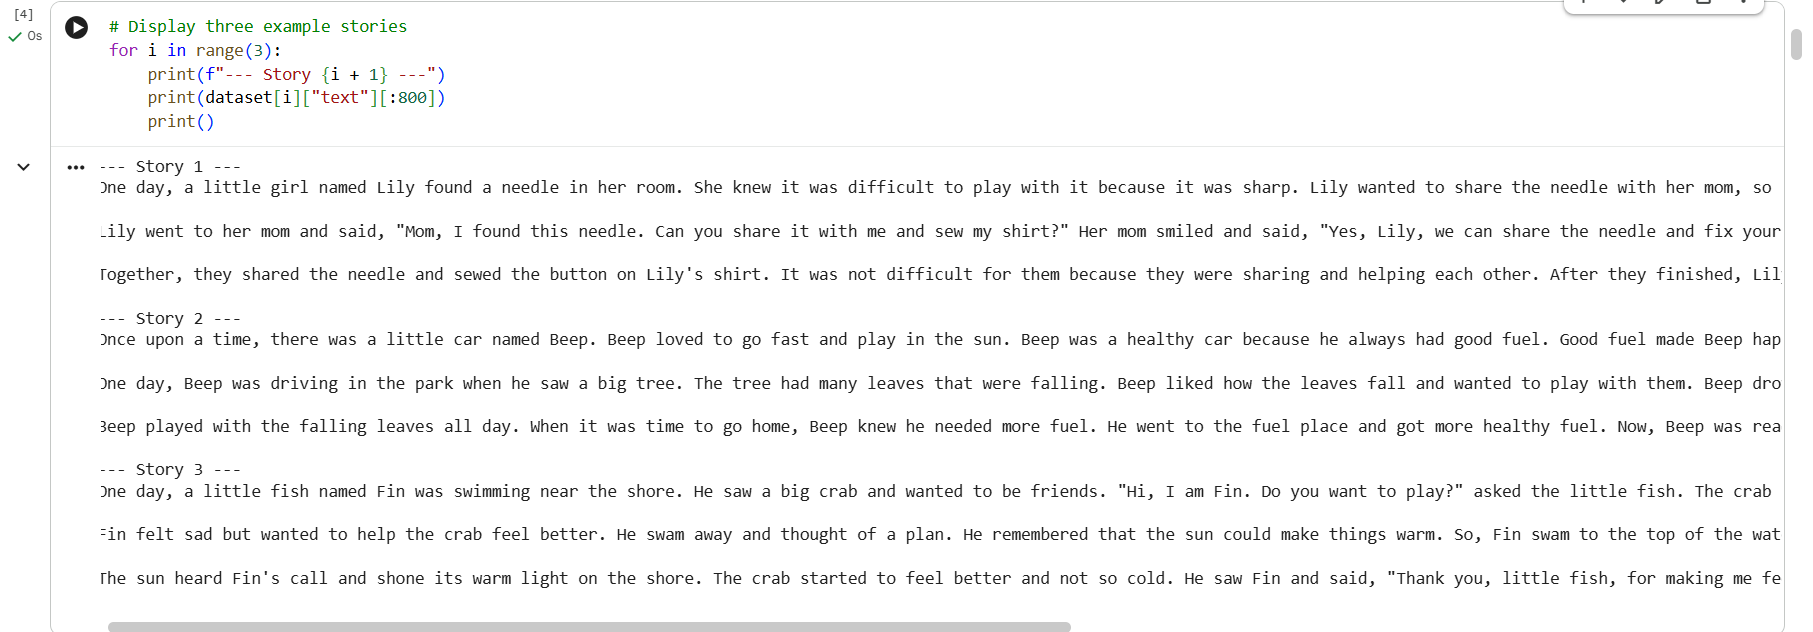 [4]
0s
# Display three example stories
for i in range(3):
    print(f"--- Story {i + 1} ---")
    print(dataset[i]["text"][:800])
    print()
--- Story 1 ---
One day, a little girl named Lily found a needle in her room. She knew it was difficult to play with it because it was sharp. Lily wanted to share the needle with her mom, so
Lily went to her mom and said, "Mom, I found this needle. Can you share it with me and sew my shirt?" Her mom smiled and said, "Yes, Lily, we can share the needle and fix your
Together, they shared the needle and sewed the button on Lily's shirt. It was not difficult for them because they were sharing and helping each other. After they finished, Lil
--- Story 2 ---
Once upon a time, there was a little car named Beep. Beep loved to go fast and play in the sun. Beep was a healthy car because he always had good fuel. Good fuel made Beep hap
One day, Beep was driving in the park when he saw a big tree. The tree had many leaves that were falling. Beep liked how the leaves fall and wanted to play with them. Beep dro
Beep played with the falling leaves all day. When it was time to go home, Beep knew he needed more fuel. He went to the fuel place and got more healthy fuel. Now, Beep was rea
--- Story 3 ---
One day, a little fish named Fin was swimming near the shore. He saw a big crab and wanted to be friends. "Hi, I am Fin. Do you want to play?" asked the little fish. The crab
Fin felt sad but wanted to help the crab feel better. He swam away and thought of a plan. He remembered that the sun could make things warm. So, Fin swam to the top of the wat
The sun heard Fin's call and shone its warm light on the shore. The crab started to feel better and not so cold. He saw Fin and said, "Thank you, little fish, for making me fe